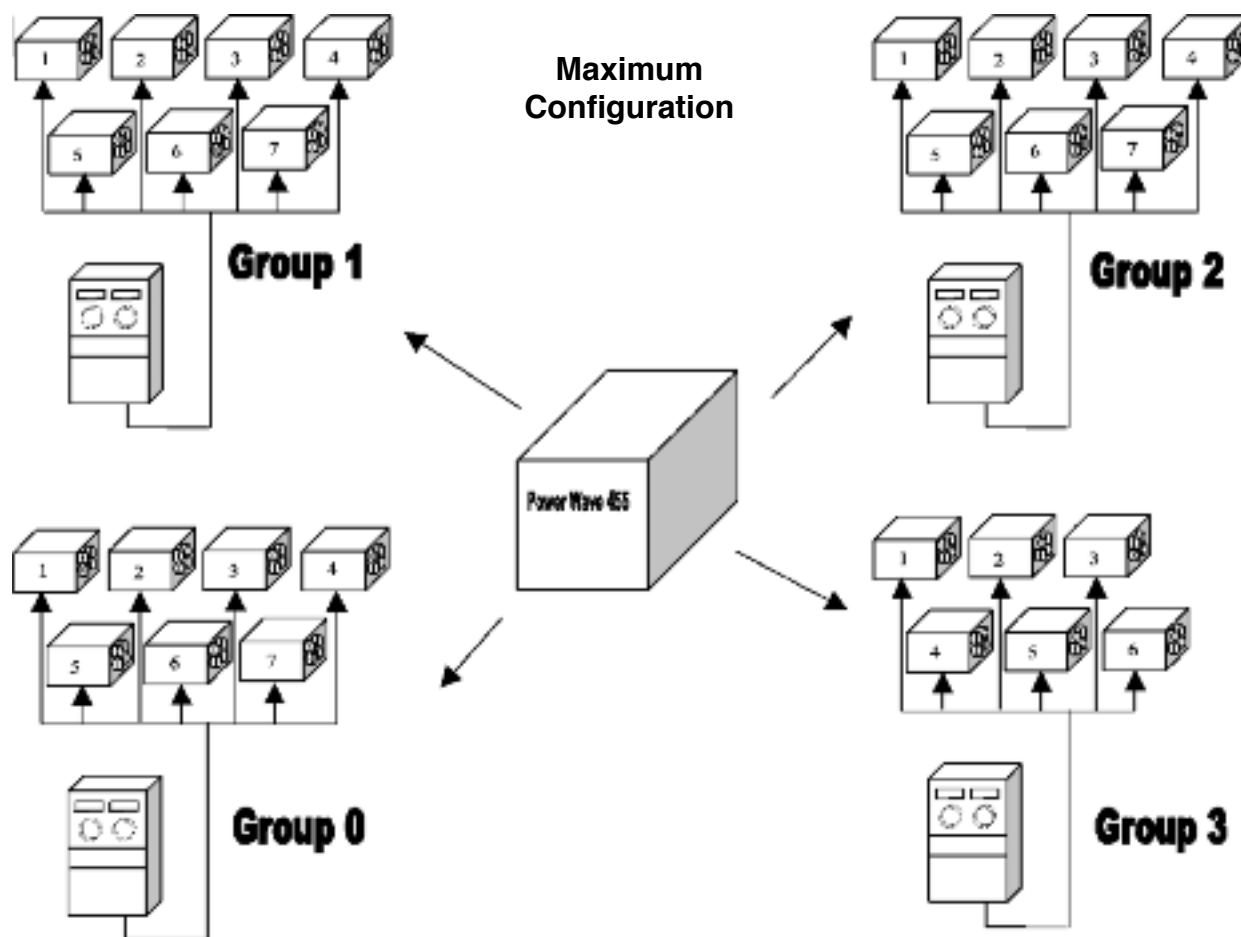 1 2 3 4
1 2 3 4
Maximum
Configuration
5 6 7
5 6 7
Group 1
Group 2
Power Wave 455
1 2 3 4
1 2 3
5 6 7
4 5 6
Group 0
Group 3